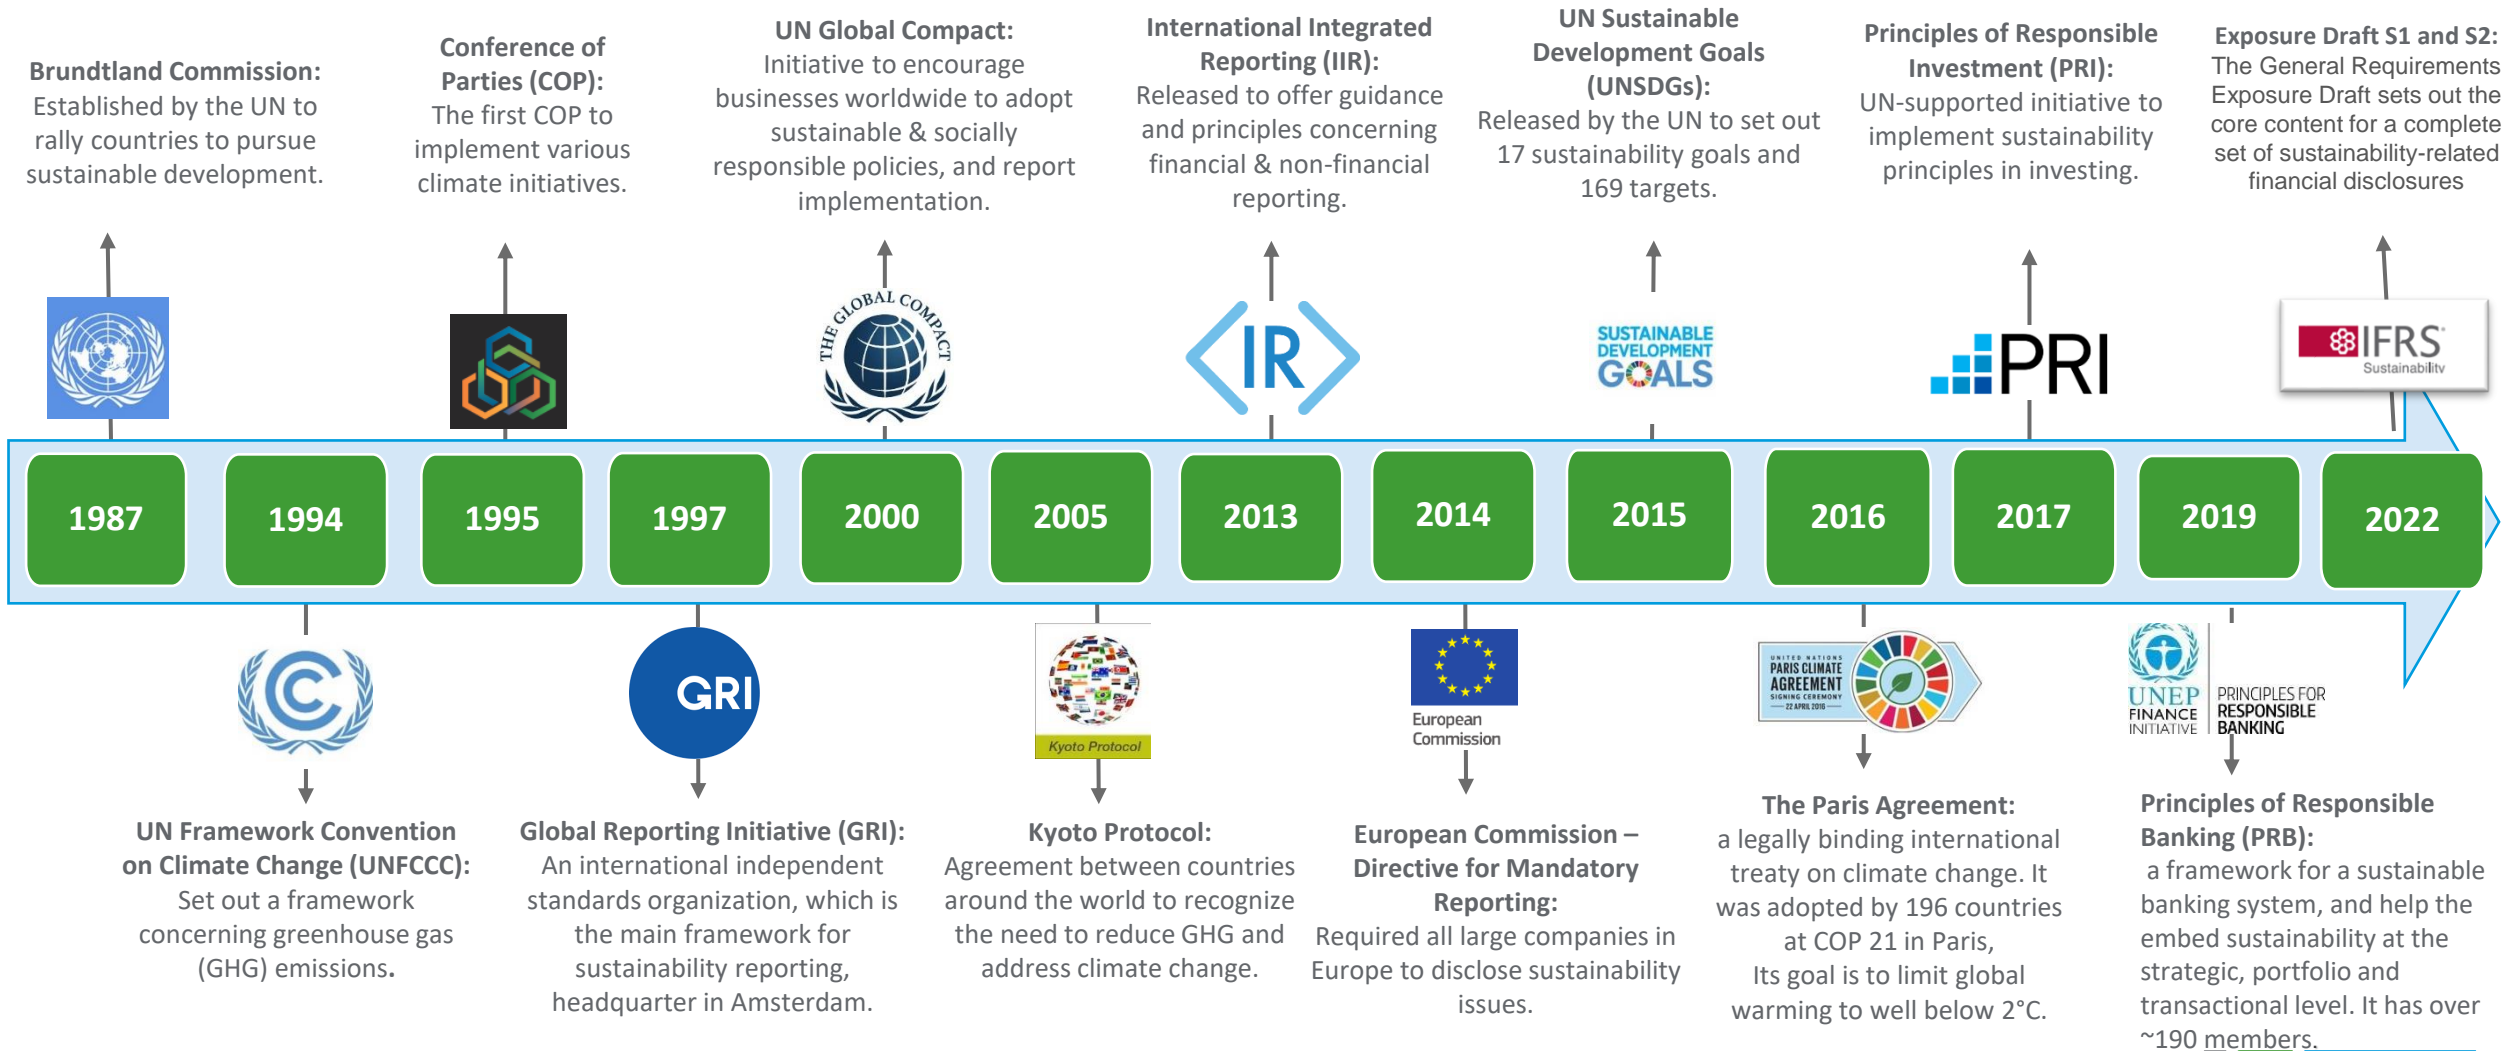 Brundtland Commission:
Established by the UN to
rally countries to pursue
sustainable development.
Conference of
Parties (COP):
The first COP to
implement various
climate initiatives.
UN Global Compact:
Initiative to encourage
businesses worldwide to adopt
sustainable & socially
responsible policies, and report
implementation.
International Integrated
Reporting (IIR):
Released to offer guidance
and principles concerning
financial & non-financial
reporting.
UN Sustainable
Development Goals
(UNSDGs):
Released by the UN to set out
17 sustainability goals and
169 targets.
Principles of Responsible
Investment (PRI):
UN-supported initiative to
implement sustainability
principles in investing.
Exposure Draft S1 and S2:
The General Requirements
Exposure Draft sets out the
core content for a complete
set of sustainability-related
financial disclosures
THE GLOBAL COMPACT
IR
SUSTAINABLE
DEVELOPMENT
GOALS
PRI
IFRS
Sustainability
1987
1994
1995
1997
2000
2005
2013
2014
2015
2016
2017
2019
2022
GRI
Kyoto Protocol
European
Commission
UNITED NATIONS
PARIS CLIMATE
AGREEMENT
SIGNING CEREMONY
22 APRIL 2016
UNEP
FINANCE
INITIATIVE
PRINCIPLES FOR
RESPONSIBLE
BANKING
UN Framework Convention
on Climate Change (UNFCCC):
Set out a framework
concerning greenhouse gas
(GHG) emissions.
Global Reporting Initiative (GRI):
An international independent
standards organization, which is
the main framework for
sustainability reporting,
headquarter in Amsterdam.
Kyoto Protocol:
Agreement between countries
around the world to recognize
the need to reduce GHG and
address climate change.
European Commission –
Directive for Mandatory
Reporting:
Required all large companies in
Europe to disclose sustainability
issues.
The Paris Agreement:
a legally binding international
treaty on climate change. It
was adopted by 196 countries
at COP 21 in Paris,
Its goal is to limit global
warming to well below 2°C.
Principles of Responsible
Banking (PRB):
a framework for a sustainable
banking system, and help the
embed sustainability at the
strategic, portfolio and
transactional level. It has over
~190 members.